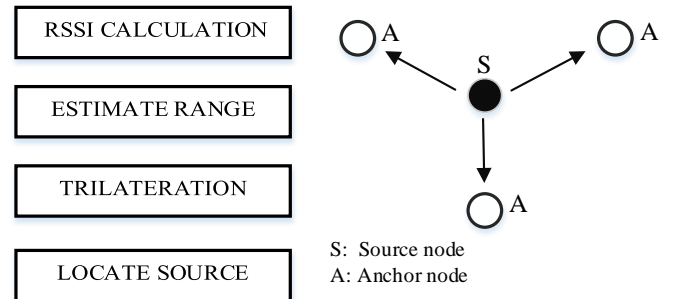 RSSI CALCULATION
ESTIMATE RANGE
TRILATERATION
LOCATE SOURCE
A
A
S
A
S: Source node
A: Anchor node